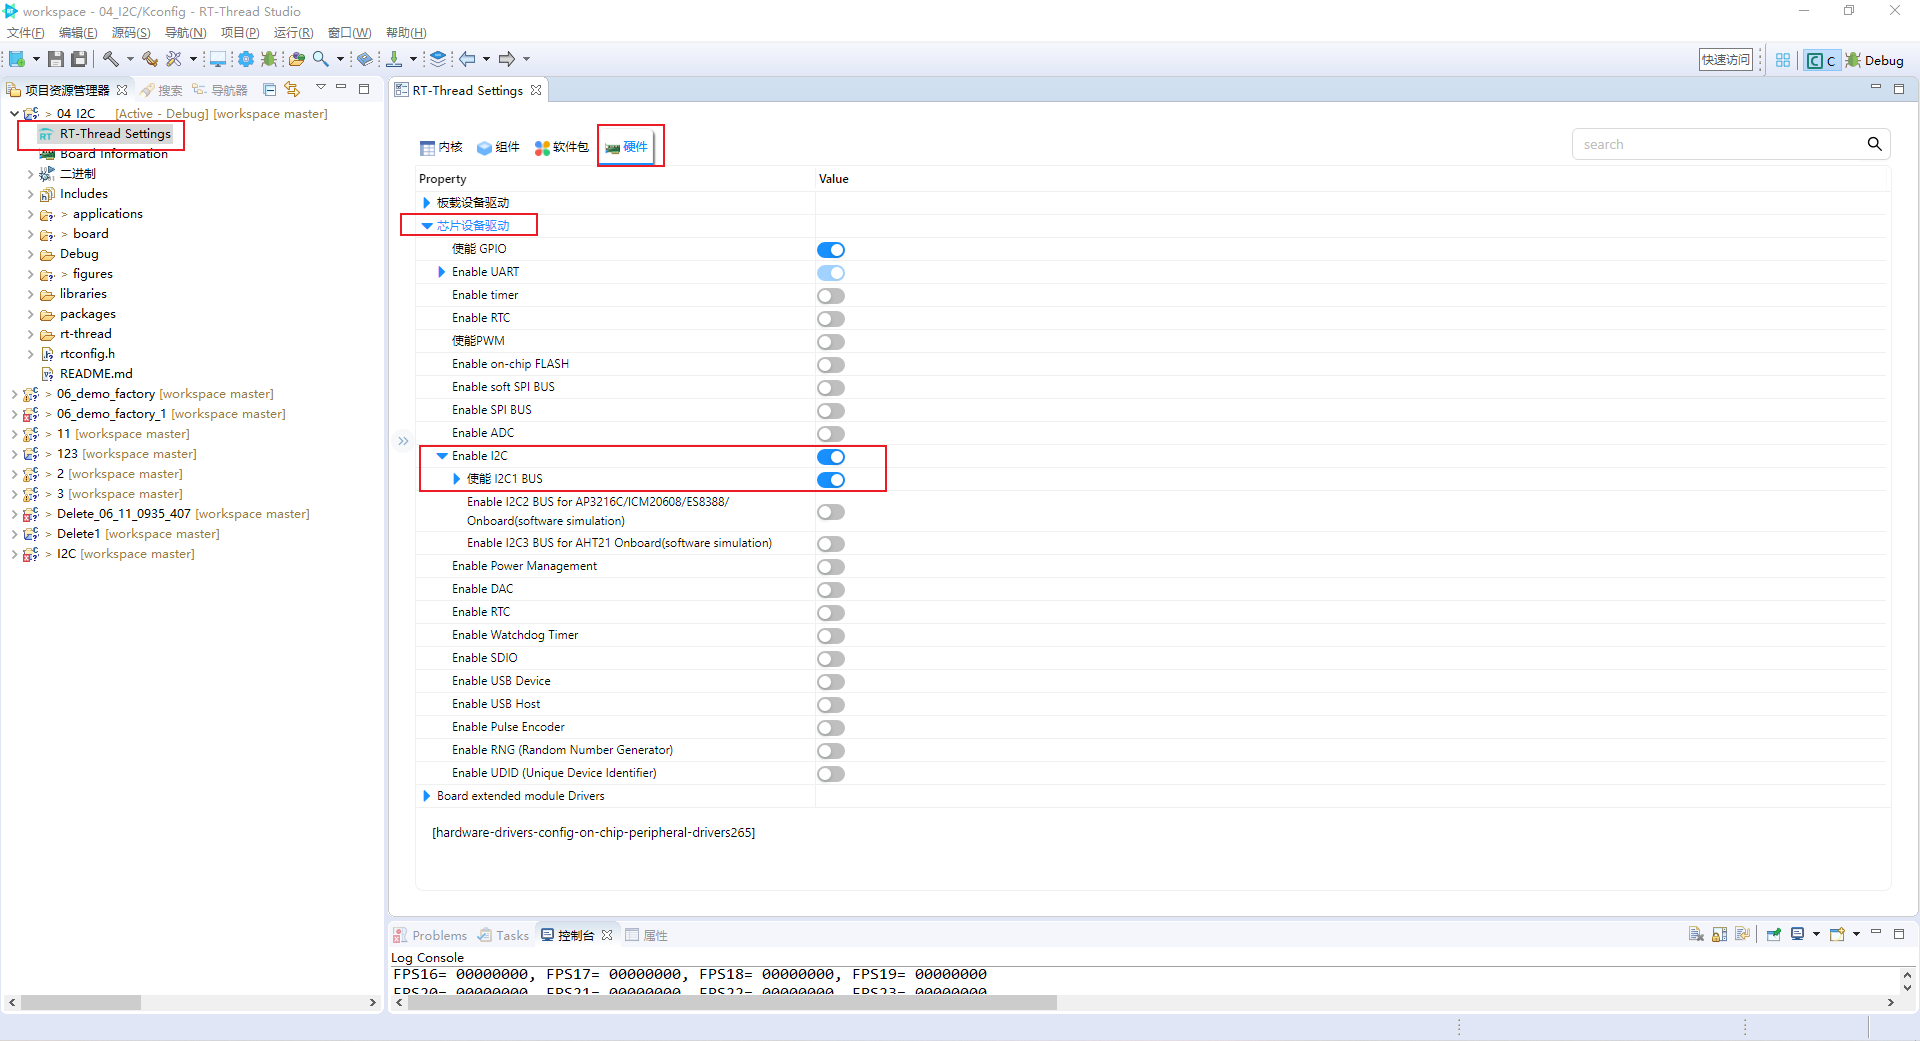 workspace - 04_I2C/Kconfig - RT-Thread Studio
文件(F) 编辑(E) 源码(S) 导航(N) 项目(P) 运行(R) 窗口(W) 帮助(H)
快速访问 C Debug
项目资源管理器 搜索 导航器
> 04 I2C [Active - Debug] [workspace master]
RT-Thread Settings
Board Information
二进制
Includes
> applications
> board
Debug
> figures
libraries
packages
rt-thread
rtconfig.h
README.md
> 06_demo_factory [workspace master]
> 06_demo_factory_1 [workspace master]
> 11 [workspace master]
> 123 [workspace master]
> 2 [workspace master]
> 3 [workspace master]
> Delete_06_11_0935_407 [workspace master]
> Delete1 [workspace master]
> I2C [workspace master]
RT-Thread Settings
内核 组件 软件包 硬件
search
Property Value
板载设备驱动
芯片设备驱动
使能 GPIO
Enable UART
Enable timer
Enable RTC
使能PWM
Enable on-chip FLASH
Enable soft SPI BUS
Enable SPI BUS
Enable ADC
Enable I2C
使能 I2C1 BUS
Enable I2C2 BUS for AP3216C/ICM20608/ES8388/
Onboard(software simulation)
Enable I2C3 BUS for AHT21 Onboard(software simulation)
Enable Power Management
Enable DAC
Enable RTC
Enable Watchdog Timer
Enable SDIO
Enable USB Device
Enable USB Host
Enable Pulse Encoder
Enable RNG (Random Number Generator)
Enable UDID (Unique Device Identifier)
Board extended module Drivers
[hardware-drivers-config-on-chip-peripheral-drivers265]
Problems Tasks 控制台 属性
Log Console
FPS16= 00000000, FPS17= 00000000, FPS18= 00000000, FPS19= 00000000
FPS20= 00000000, FPS21= 00000000, FPS22= 00000000, FPS23= 00000000